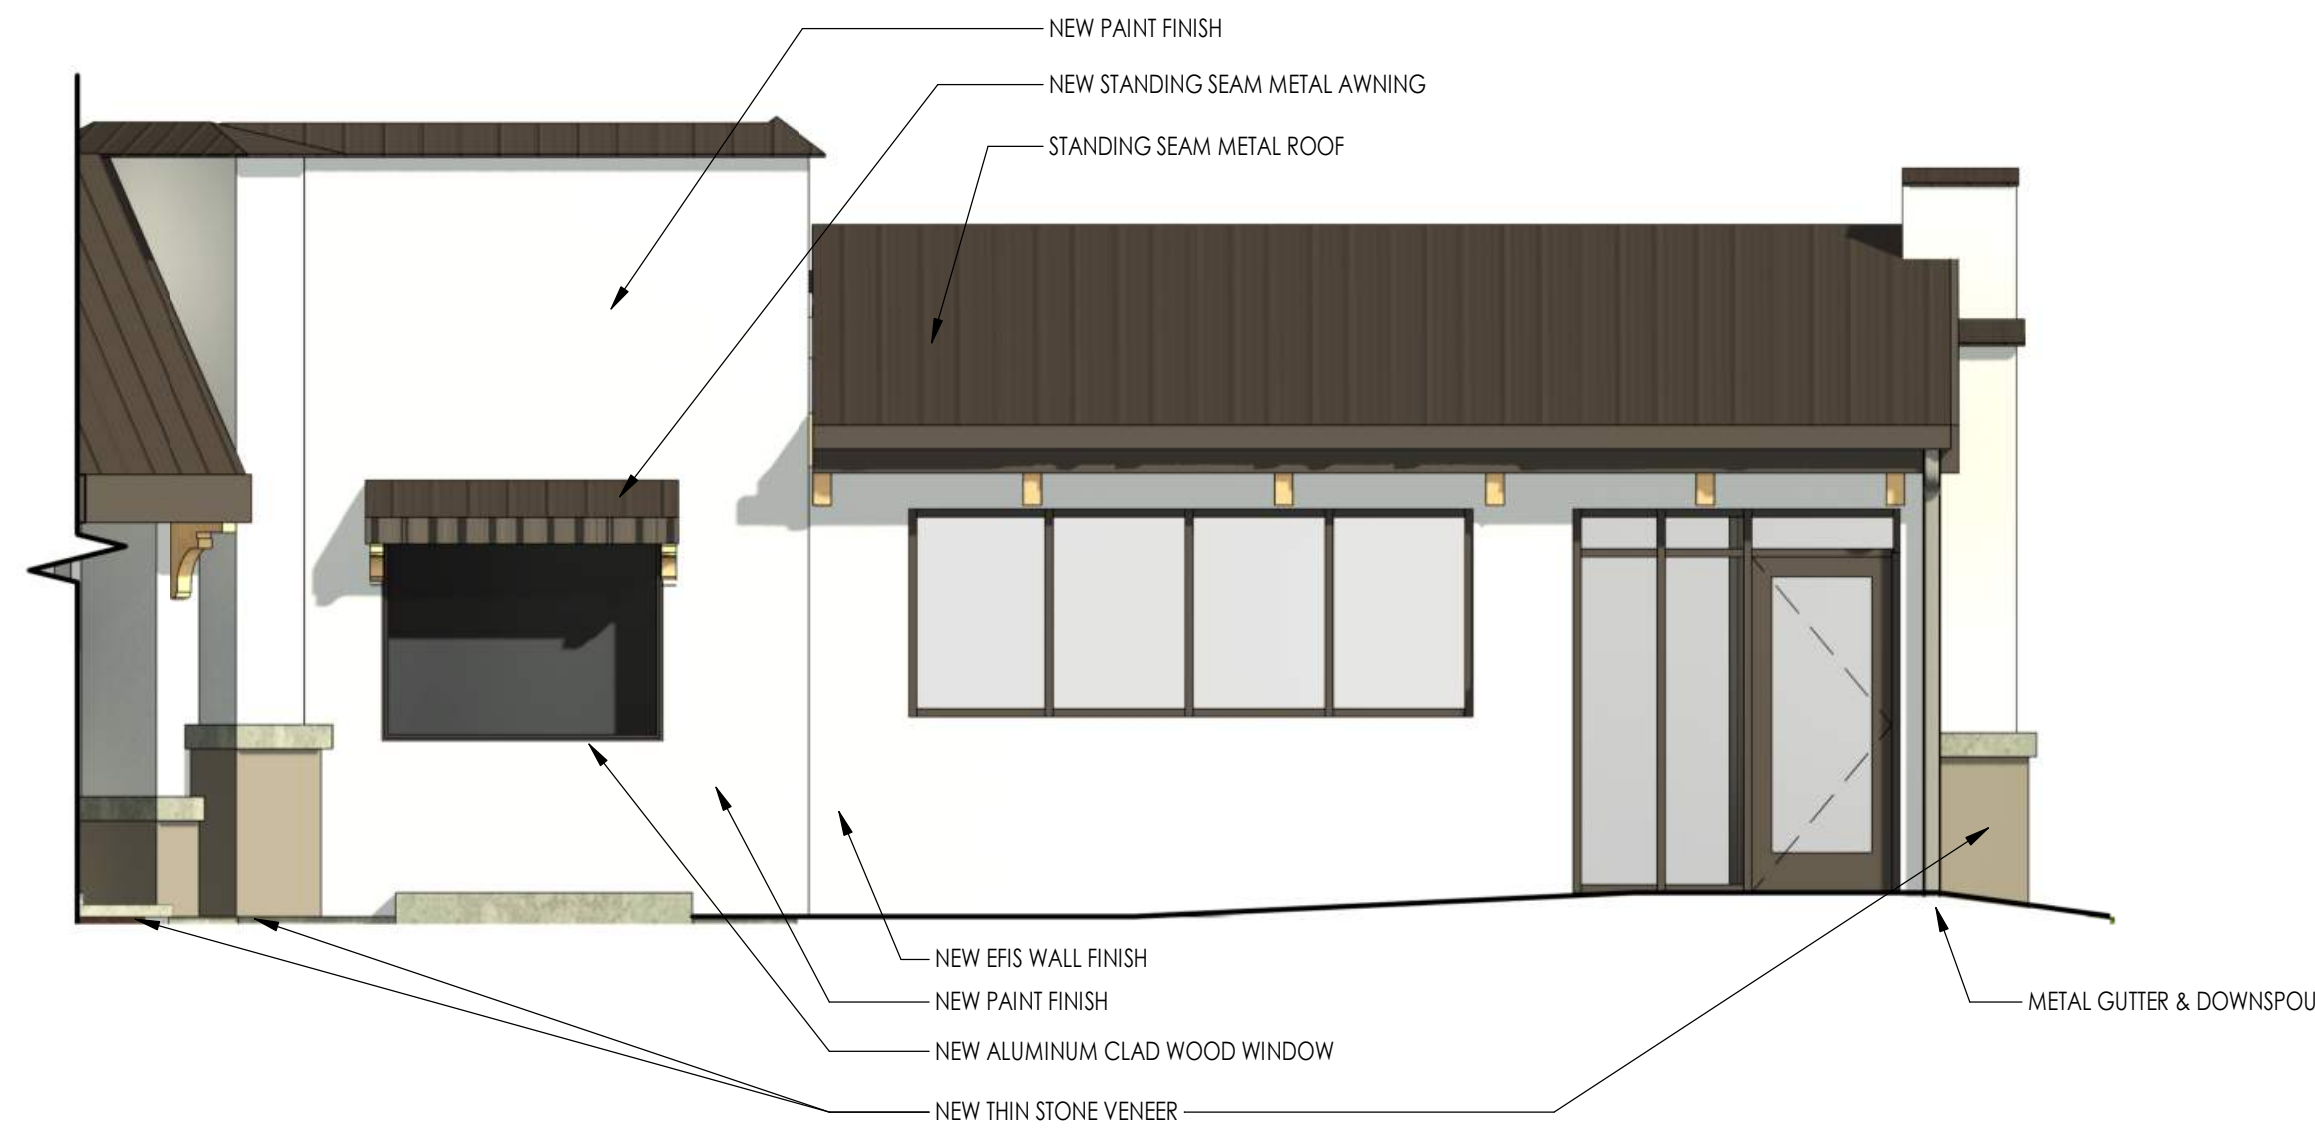 NEW PAINT FINISH
NEW STANDING SEAM METAL AWNING
STANDING SEAM METAL ROOF
NEW EFIS WALL FINISH
NEW PAINT FINISH
METAL GUTTER & DOWNSPOU
NEW ALUMINUM CLAD WOOD WINDOW
NEW THIN STONE VENEER